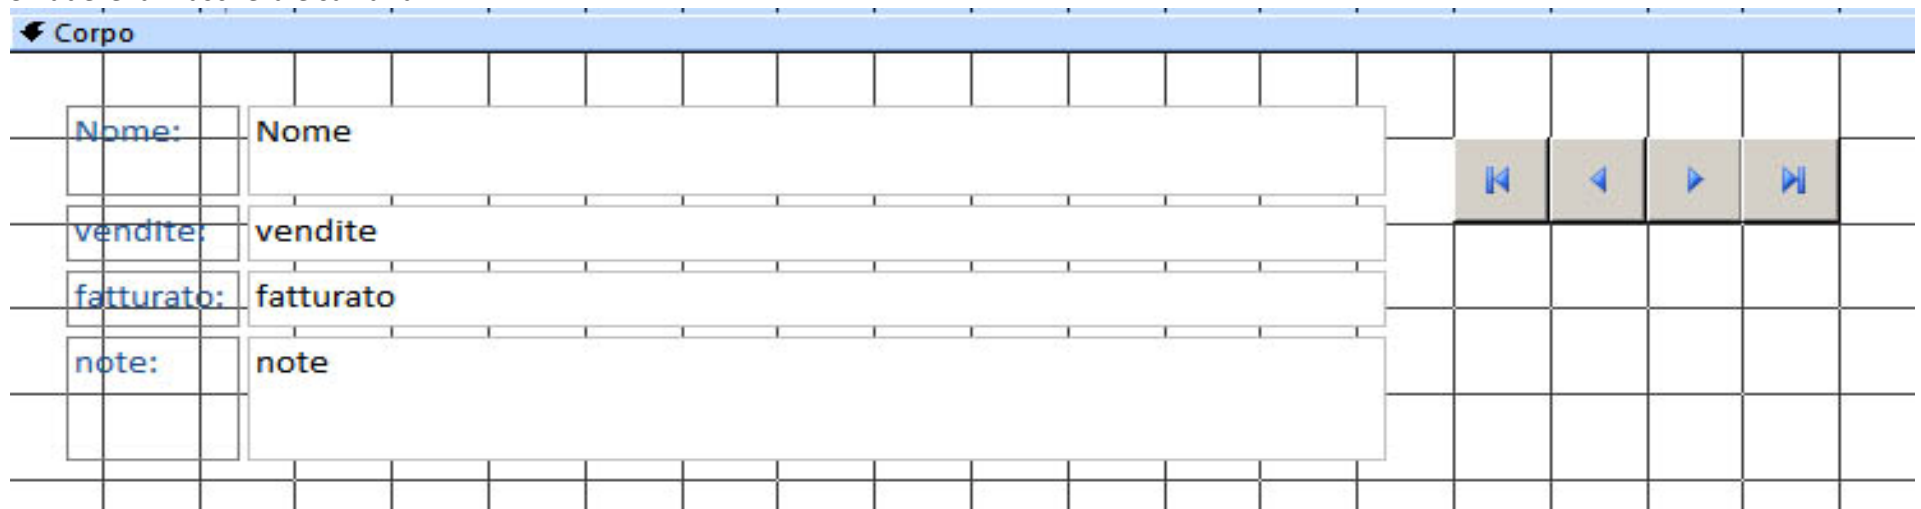 Corpo
Nome: Nome
vendite: vendite
fatturato: fatturato
note: note